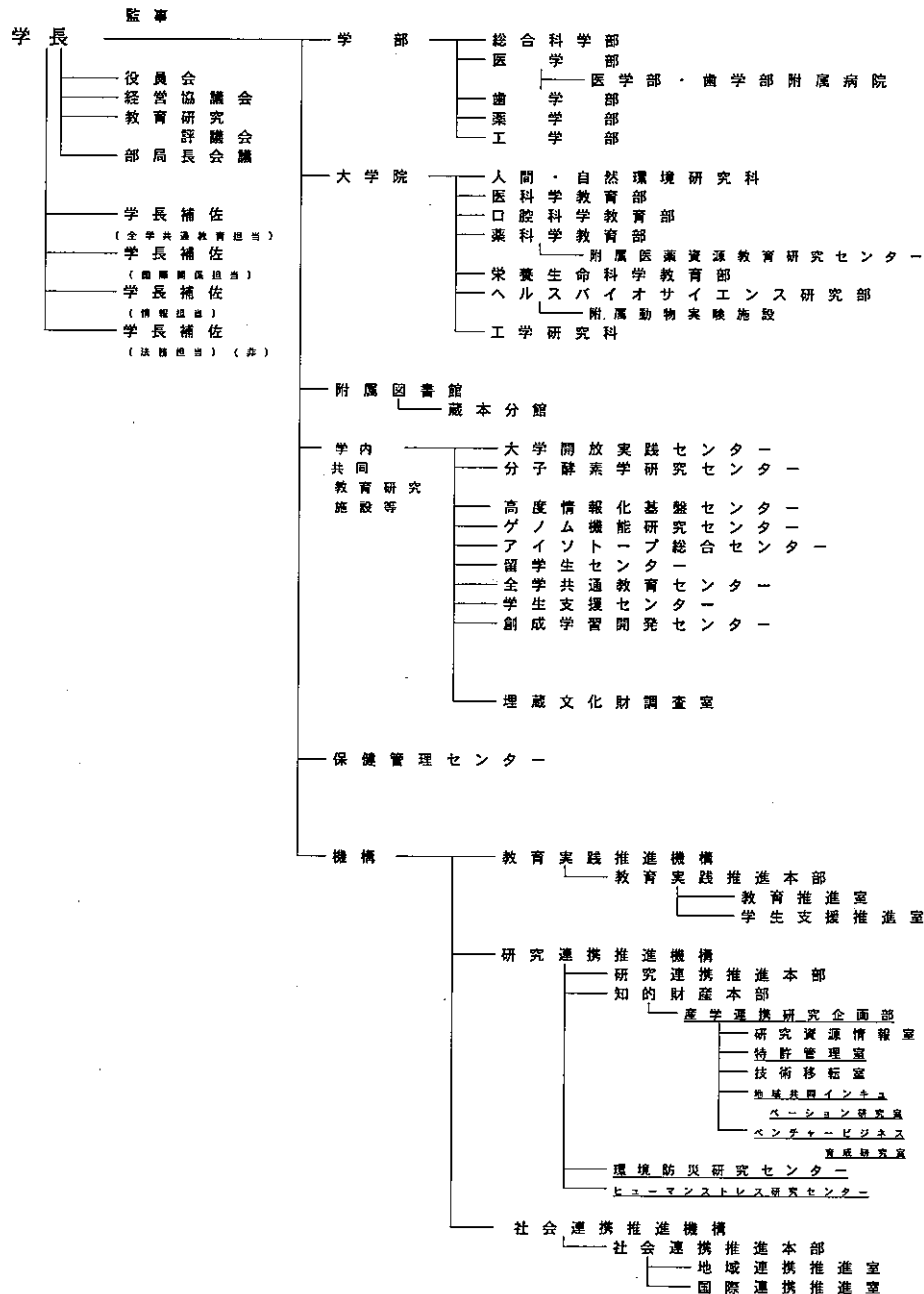 監事
学長
学部
総合科学部
医学部
医学部・歯学部附属病院
歯学部
薬学部
工学部
役員会
経営協議会
教育研究
評議会
部局長会議
学長補佐
(全学共通教育担当)
学長補佐
(国際関係担当)
学長補佐
(情報担当)
学長補佐
(法務担当)(非)
大学院
人間・自然環境研究科
医科学教育部
口腔科学教育部
薬科学教育部
附属医薬資源教育研究センター
栄養生命科学教育部
ヘルスバイオサイエンス研究部
附属動物実験施設
工学研究科
附属図書館
蔵本分館
学内
共同
教育研究
施設等
大学開放実践センター
分子酵素学研究センター
高度情報化基盤センター
ゲノム機能研究センター
アイソトープ総合センター
留学生センター
全学共通教育センター
学生支援センター
創成学習開発センター
埋蔵文化財調査室
保健管理センター
機構
教育実践推進機構
教育実践推進本部
教育推進室
学生支援推進室
研究連携推進機構
研究連携推進本部
知的財産本部
産学連携研究企画部
研究資源情報室
特許管理室
技術移転室
地域共同インキュ
ベーション研究室
ベンチャービジネス
育成研究室
環境防災研究センター
ヒューマンストレス研究センター
社会連携推進機構
社会連携推進本部
地域連携推進室
国際連携推進室